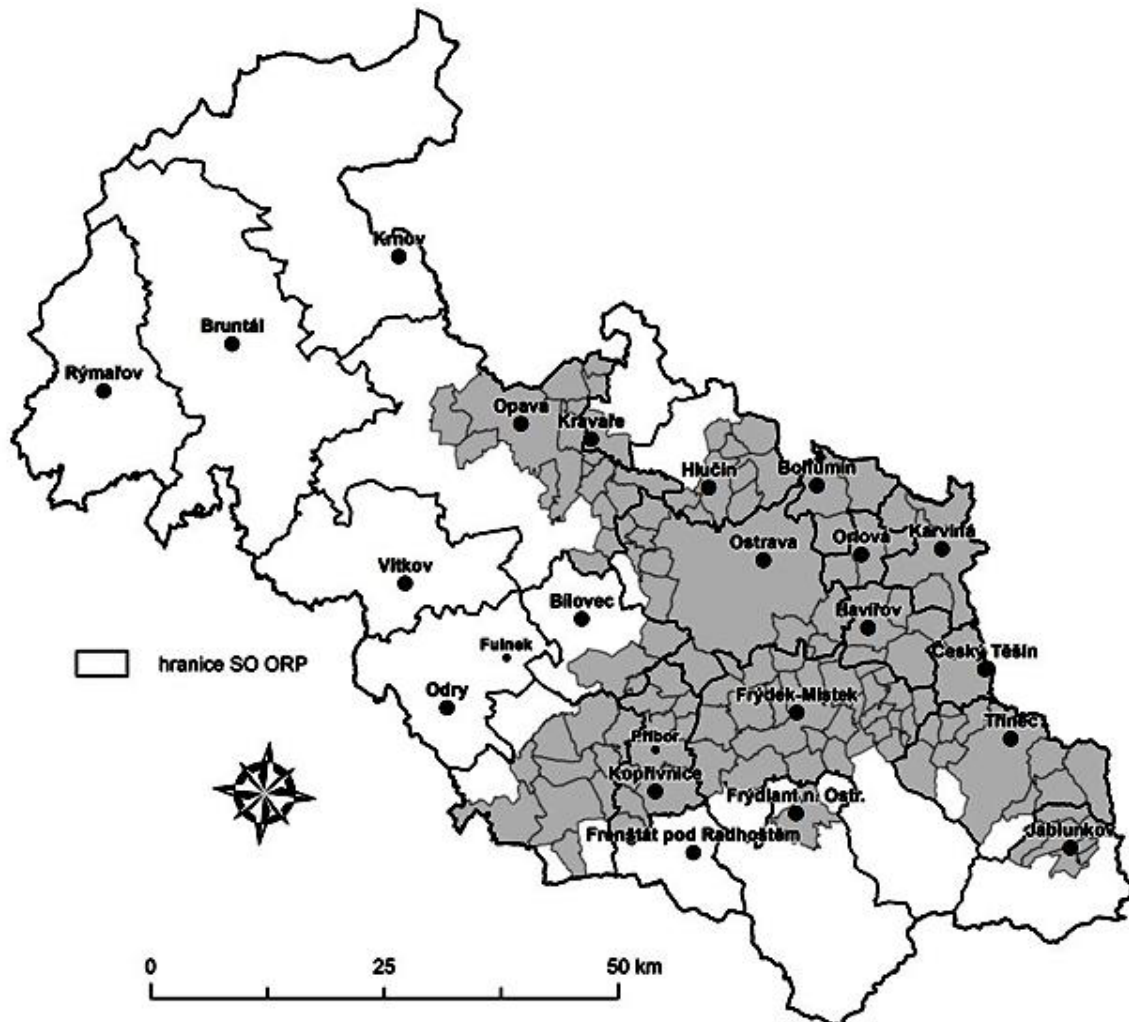 Krnov
Bruntál
Rýmařov
Opava
Kravaře
Hlučín
Bohumín
Ostrava
Orlová
Karviná
Vítkov
Bílovec
Havířov
Fulnek
Český Těšín
hranice SO ORP
Odry
Frýdek-Místek
Třinec
Příbor
Kopřivnice
Frýdlant n. Ostr.
Frenštát pod Radhoštěm
Jablunkov
0 25 50 km